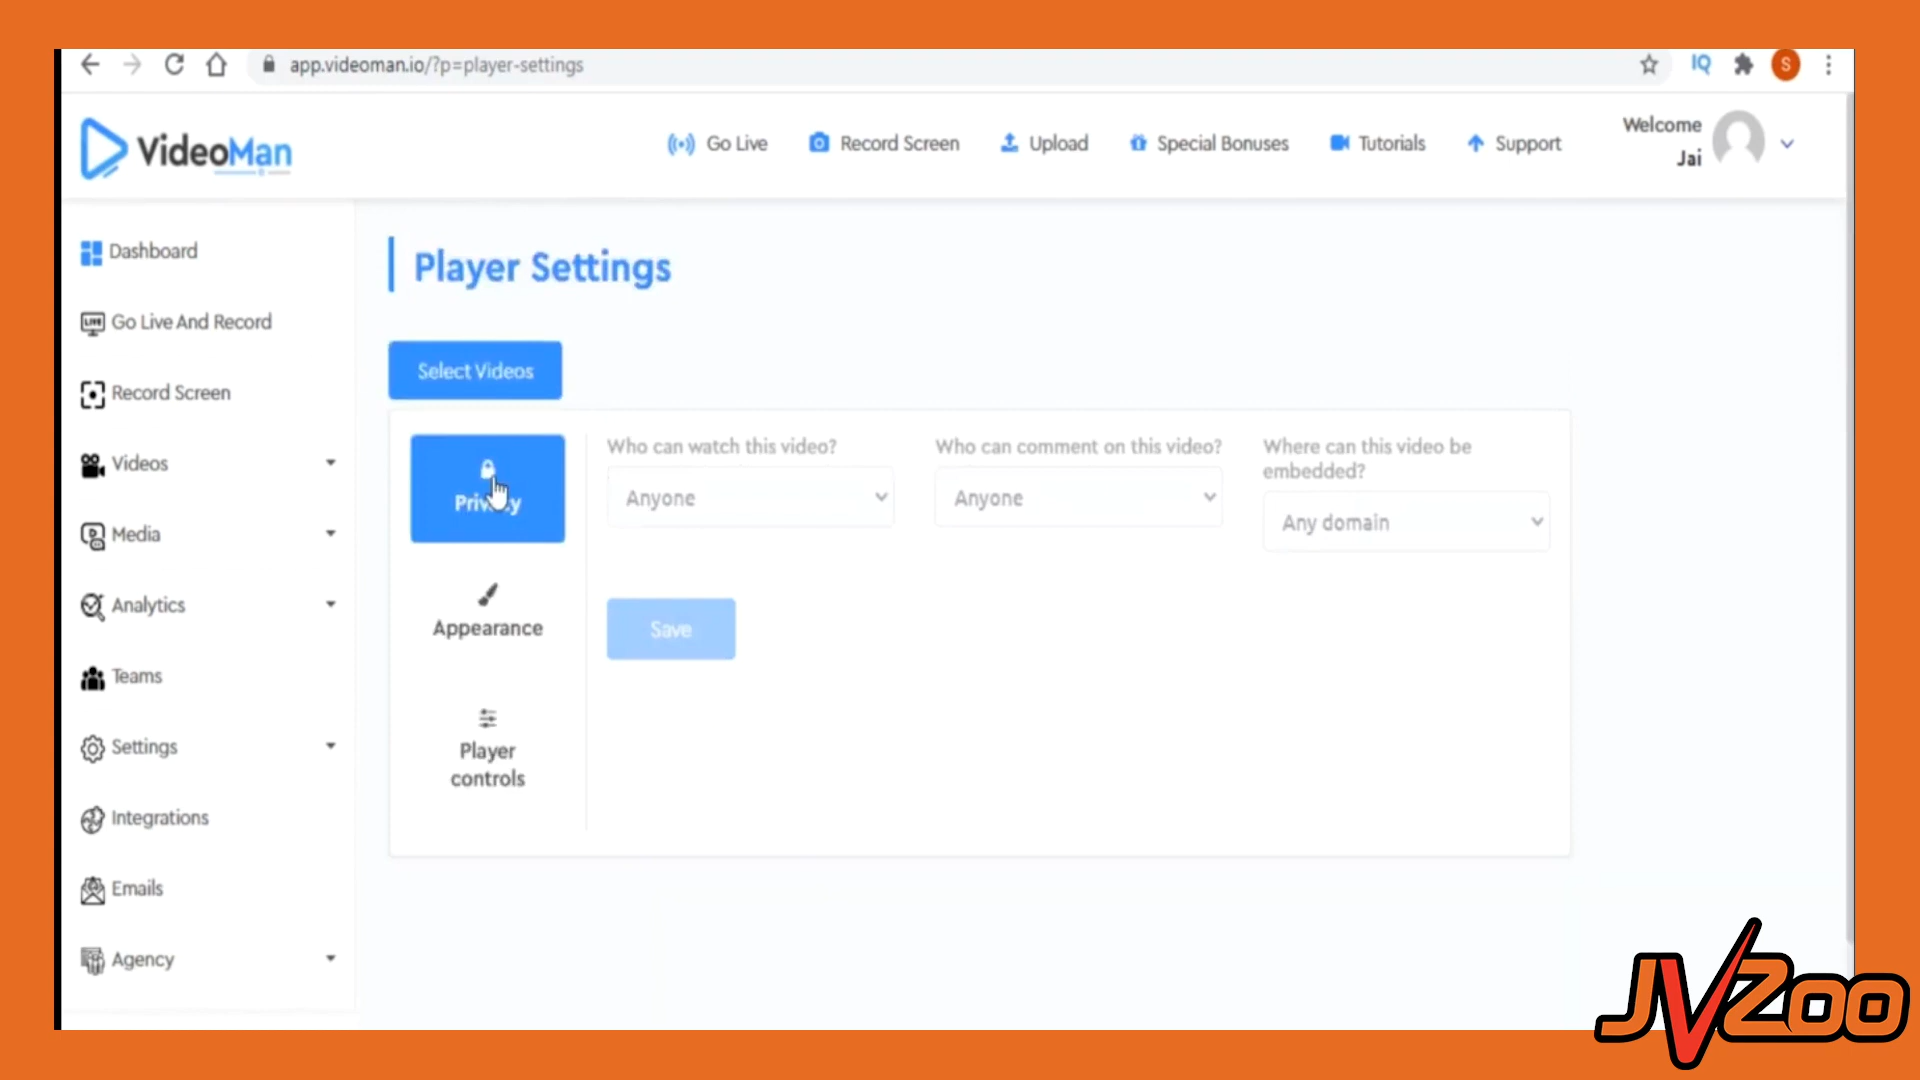 app.videoman.io/?p=player-settings
IQ
S
VideoMan
Go Live
Record Screen
Upload
Special Bonuses
Tutorials
Support
Welcome
Jai
Dashboard
LIVE
Go Live And Record
Record Screen
Videos
Media
Analytics
Teams
Settings
Integrations
Emails
Agency
Player Settings
Select Videos
Privacy
Appearance
Player
controls
Who can watch this video?
Anyone
Who can comment on this video?
Anyone
Where can this video be
embedded?
Any domain
Save
JVZoo